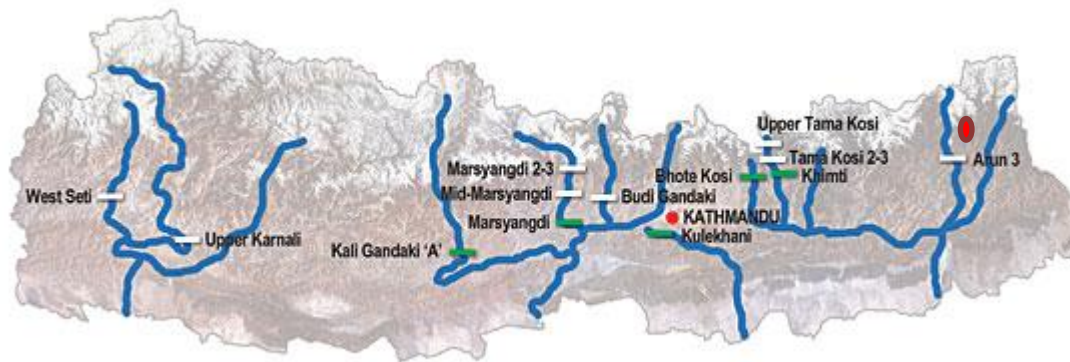 Upper Tama Kosi
Marsyangdi 2-3
Tama Kosi 2-3
Arun 3
Bhote Kosi
Khimti
West Seti
Mid-Marsyangdi
Budi Gandaki
Marsyangdi
KATHMANDU
Upper Karnali
Kulekhani
Kali Gandaki ‘A’